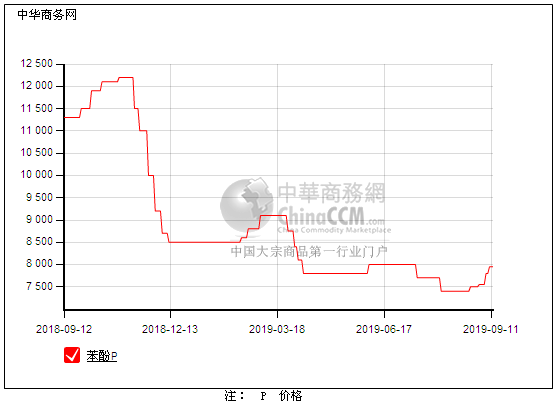 中华商务网
12 500
12 000
11 500
11 000
10 500
10 000
9 500
9 000
8 500
8 000
7 500
中華商務網
ChinaCCM.com
China Commodity Marketplace
中国大宗商品第一行业门户
2018-09-12 2018-12-13 2019-03-18 2019-06-17 2019-09-11
苯酚P
注： P 价格